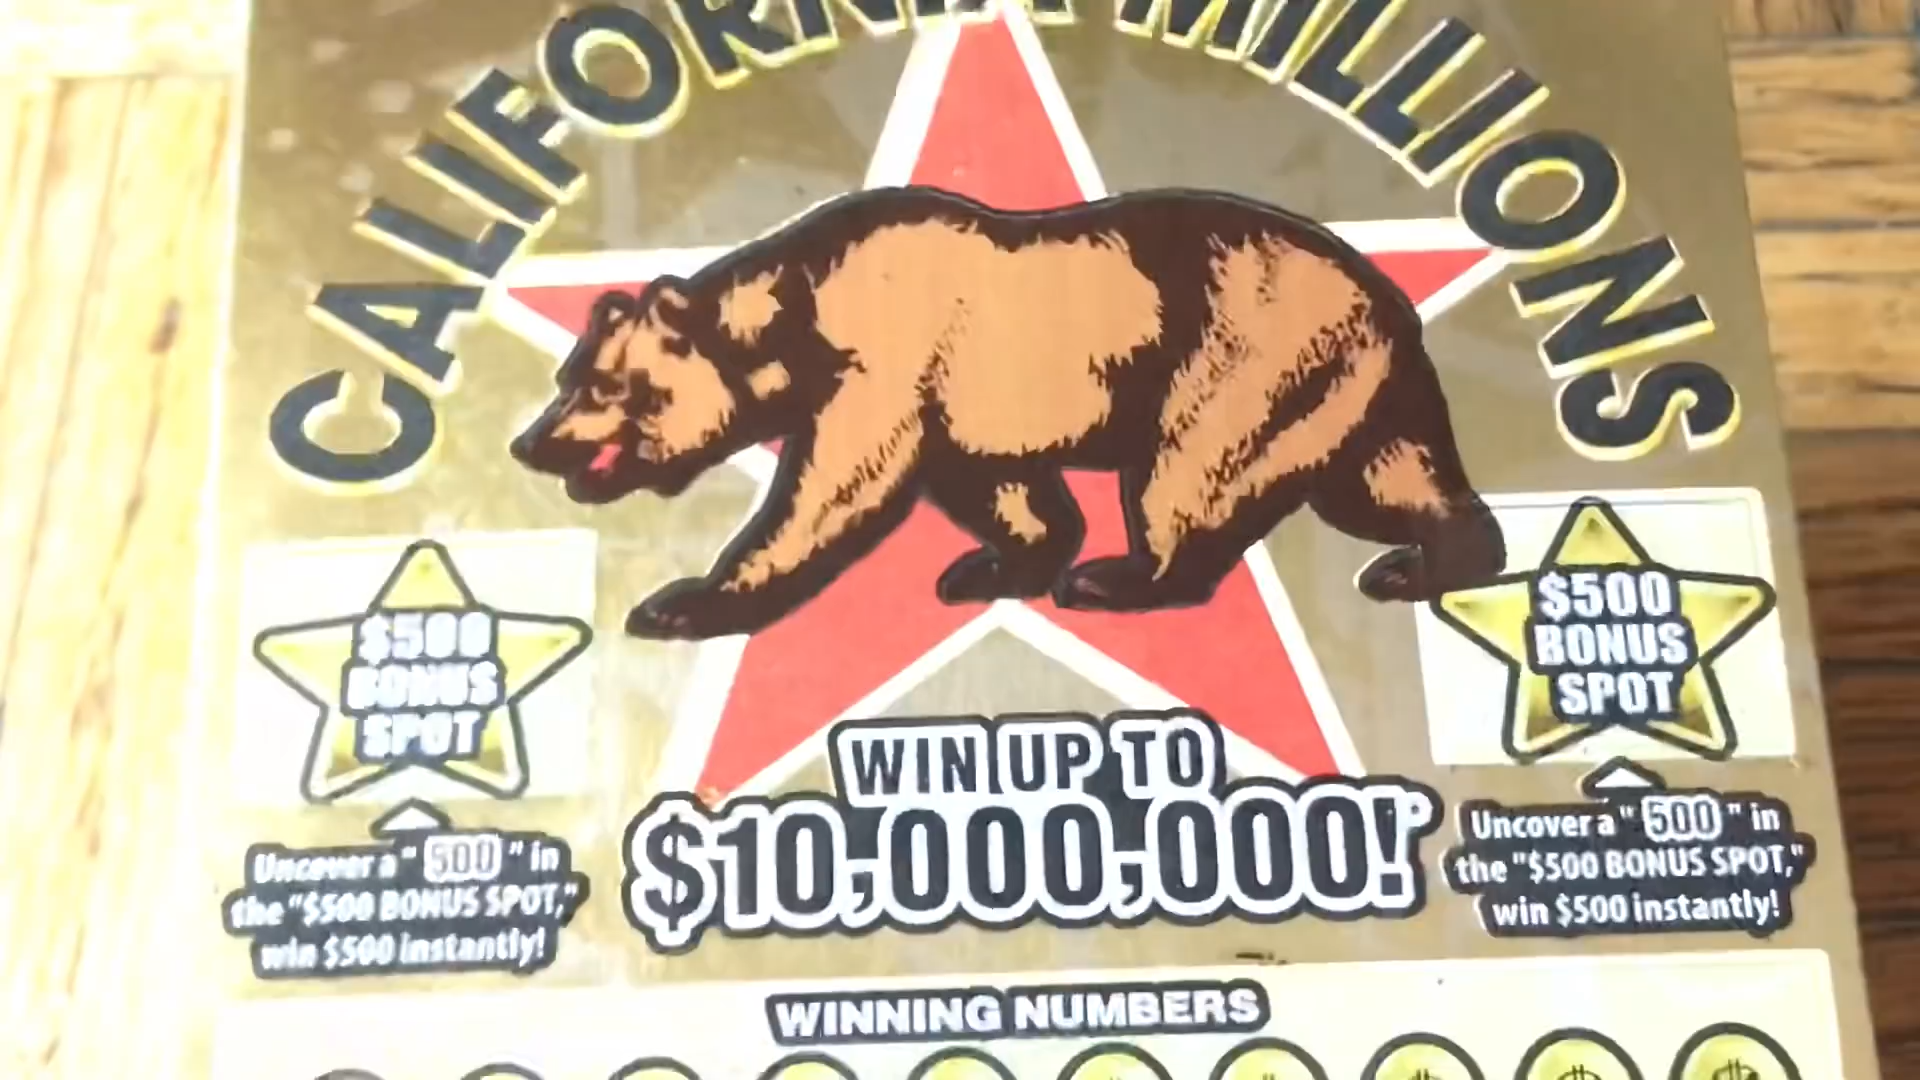 CALIFORNIA MILLIONS
$500
BONUS
SPOT
Uncover a "500" in
the "$500 BONUS SPOT,"
win $500 instantly!
WIN UP TO
$10,000,000!
$500
BONUS
SPOT
Uncover a "500" in
the "$500 BONUS SPOT,"
win $500 instantly!
WINNING NUMBERS